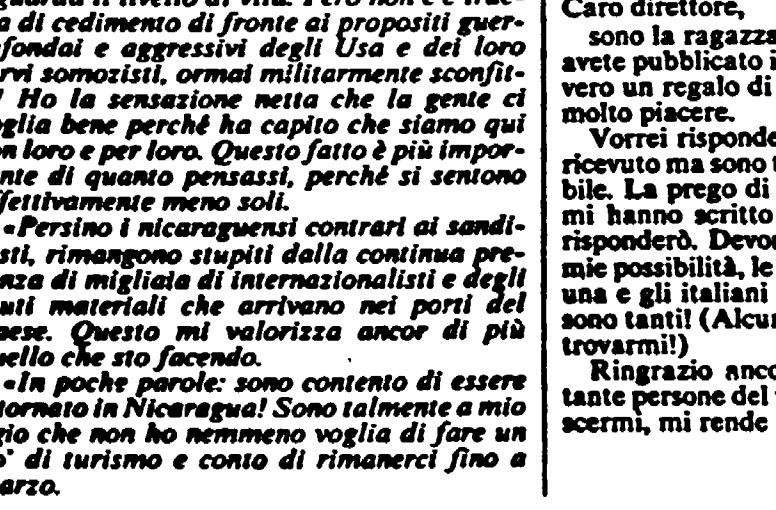 guarda il livello di vita. Però non c'è trac-
a di cedimento di fronte ai propositi guer-
fondai e aggressivi degli Usa e dei loro
rvi somozisti, ormai militarmente sconfit-
! Ho la sensazione netta che la gente ci
oglia bene perché ha capito che siamo qui
on loro e per loro. Questo fatto è più impor-
nte di quanto pensassi, perché si sentono
ffettivamente meno soli.
«Persino i nicaraguensi contrari ai sandi-
sti, rimangono stupiti dalla continua pre-
nza di migliaia di internazionalisti e degli
uti materiali che arrivano nei porti del
aese. Questo mi valorizza ancor di più
uello che sto facendo.
«In poche parole: sono contento di essere
tornato in Nicaragua! Sono talmente a mio
gio che non ho nemmeno voglia di fare un
o' di turismo e conto di rimanerci fino a
arzo.
Caro direttore,
sono la ragazza
avete pubblicato i
vero un regalo di
molto piacere.
Vorrei risponde
ricevuto ma sono t
bile. La prego di
mi hanno scritto
risponderò. Devon
mie possibilità, le
una e gli italiani
sono tanti! (Alcun
trovarmi!)
Ringrazio anco
tante persone del
scermi, mi rende